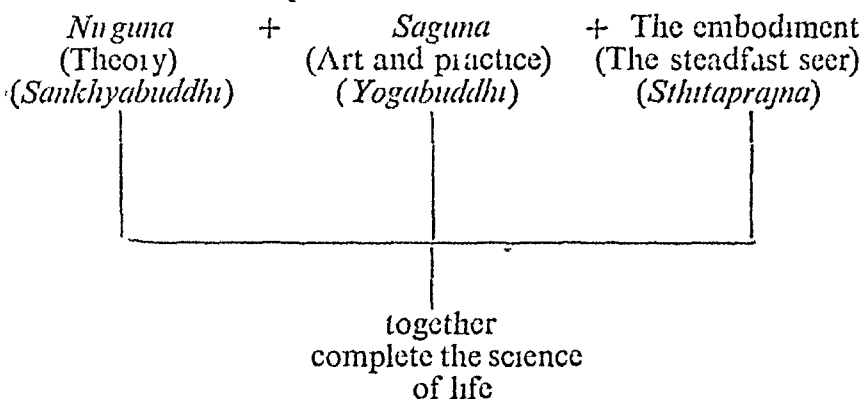 Nirguna + Saguna + The embodiment
(Theory) (Art and practice) (The steadfast seer)
(Sankhyabuddhi) (Yogabuddhi) (Sthitaprajna)
together
complete the science
of life